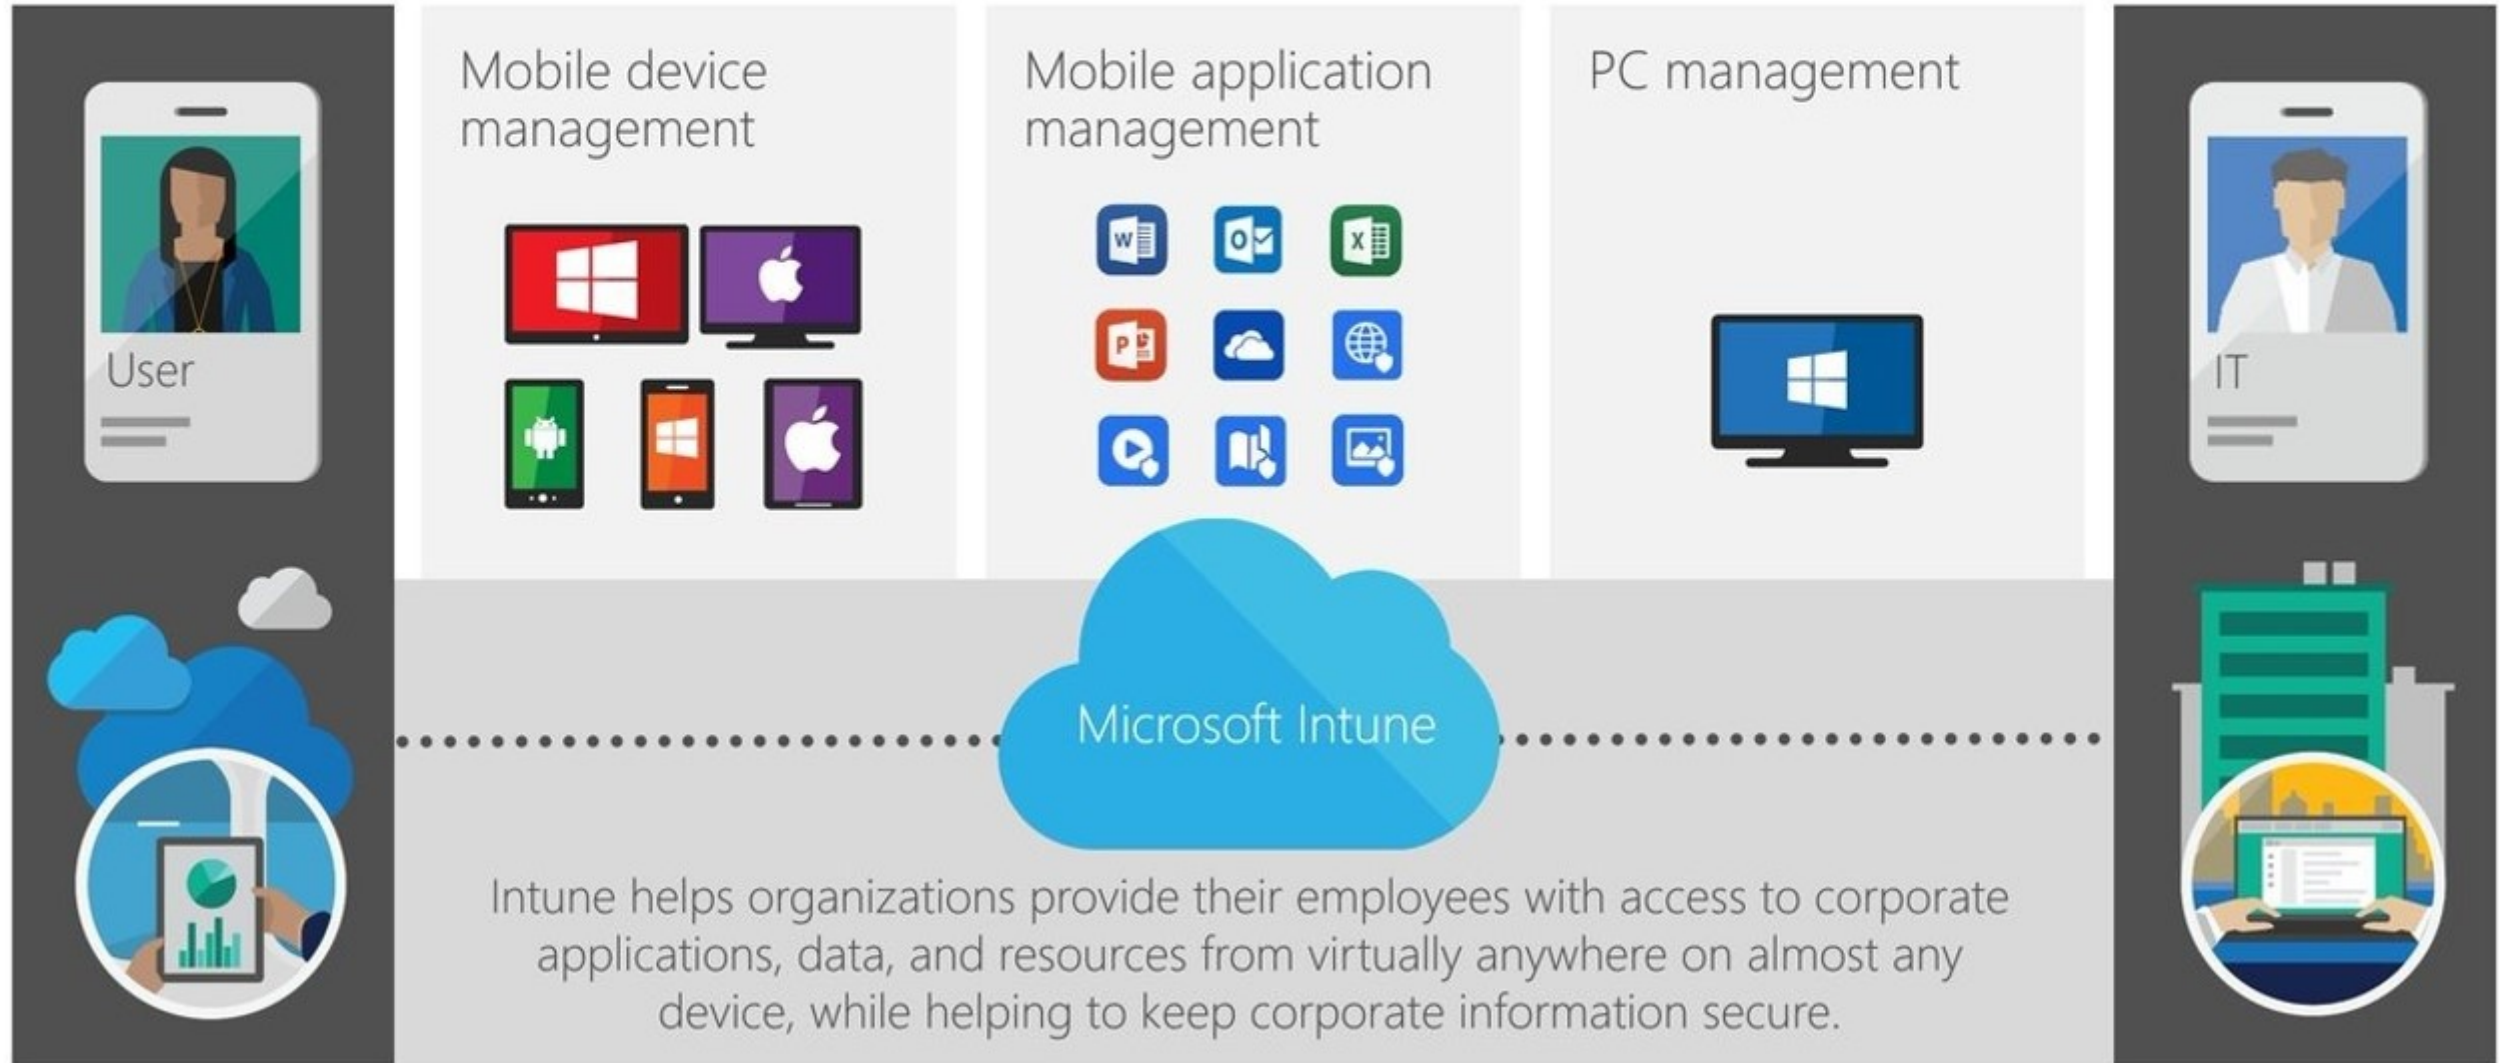 Mobile device
management
Mobile application
management
PC management
W
O
X
P
User
IT
Microsoft Intune
Intune helps organizations provide their employees with access to corporate
applications, data, and resources from virtually anywhere on almost any
device, while helping to keep corporate information secure.